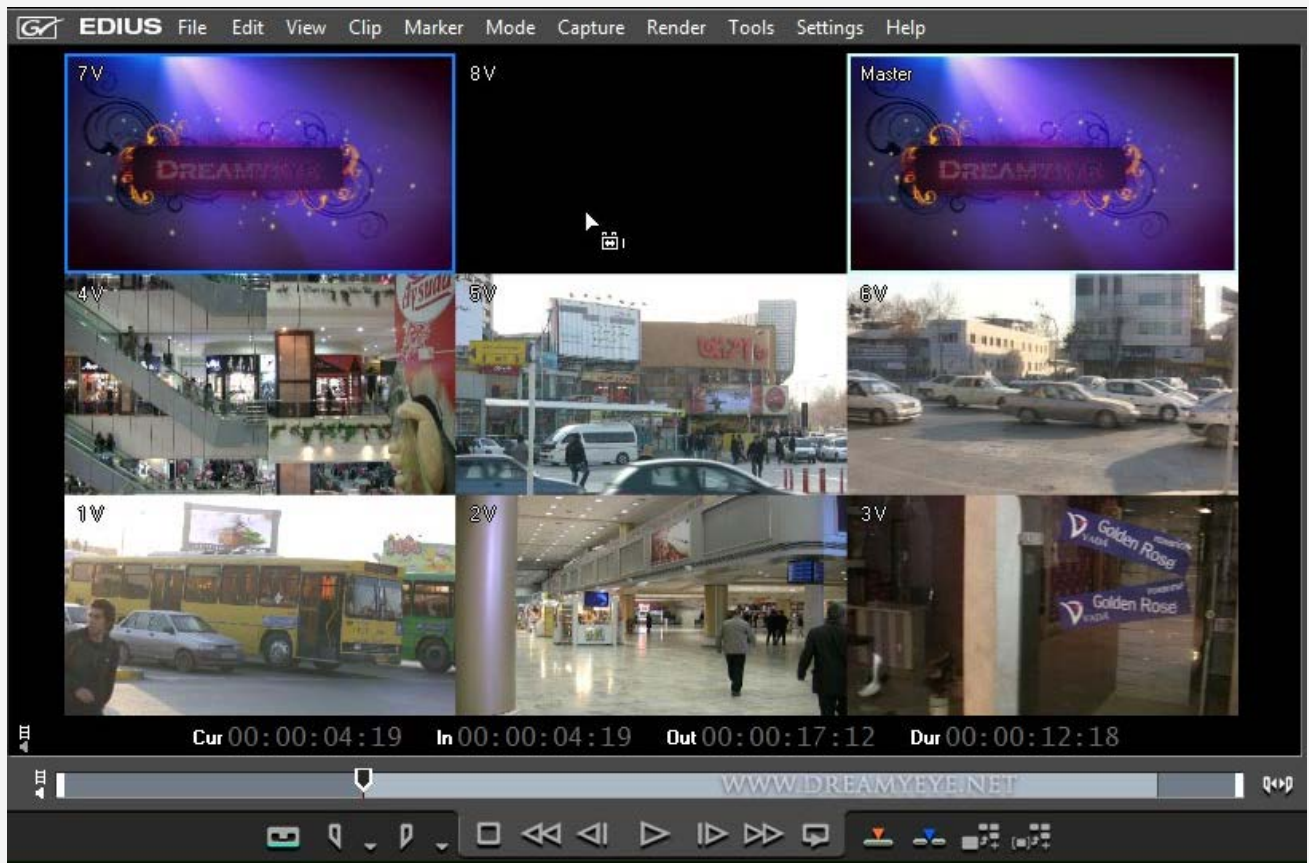 EDIUS File Edit View Clip Marker Mode Capture Render Tools Settings Help
7V
8V
Master
DREAMYEYE
DREAMYEYE
4V
5V
6V
1V
2V
3V
Golden Rose
VADA
Golden Rose
VADA
Cur 00:00:04:19 In 00:00:04:19 Out 00:00:17:12 Dur 00:00:12:18
WWW.DREAMYEYE.NET